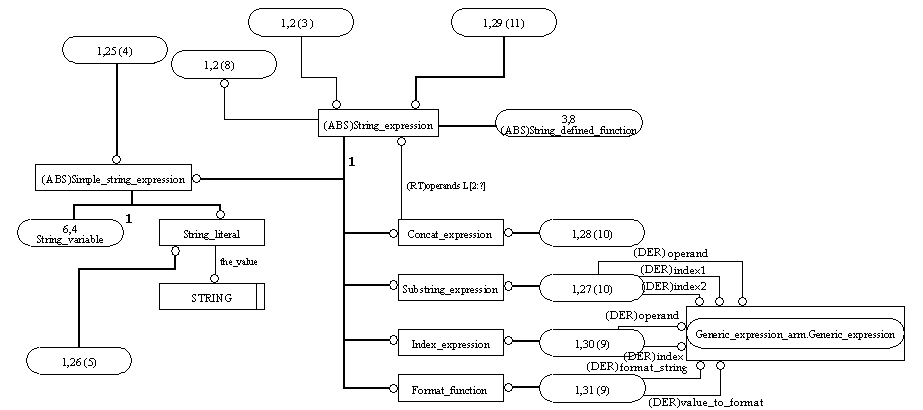 1,2 (3)
1,29 (11)
1,25 (4)
1,2 (8)
3,8
(ABS)String_defined_function
(ABS)String_expression
1
(ABS)Simple_string_expression
(RT)operands L[2:?]
1
6,4
String_variable
String_literal
Concat_expression
1,28 (10)
the_value
(DER)operand
(DER)index1
Substring_expression
1,27 (10)
(DER)index2
STRING
(DER)operand
Generic_expression_arm.Generic_expression
Index_expression
1,30 (9)
(DER)index
1,26 (5)
(DER)format_string
Format_function
1,31 (9)
(DER)value_to_format